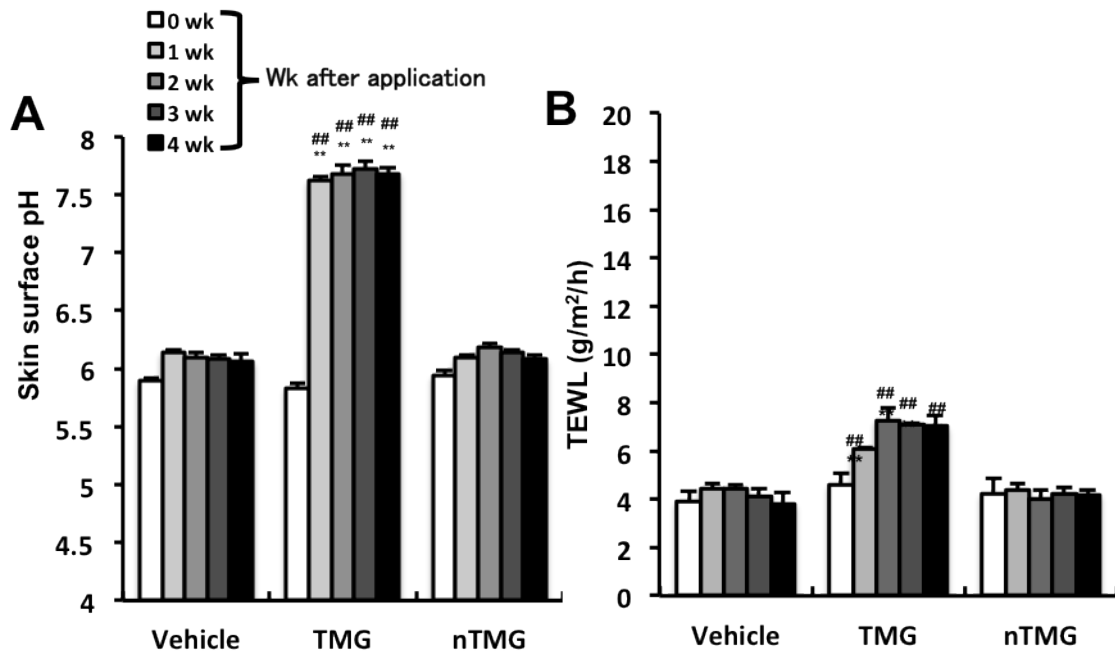 0 wk
1 wk
2 wk
3 wk
4 wk
Wk after application
A
Skin surface pH
8
7.5
7
6.5
6
5.5
5
4.5
4
## ## ## ##
** ** ** **
Vehicle TMG nTMG
B
TEWL (g/m²/h)
20
18
16
14
12
10
8
6
4
2
0
## ## ## ##
** **
Vehicle TMG nTMG